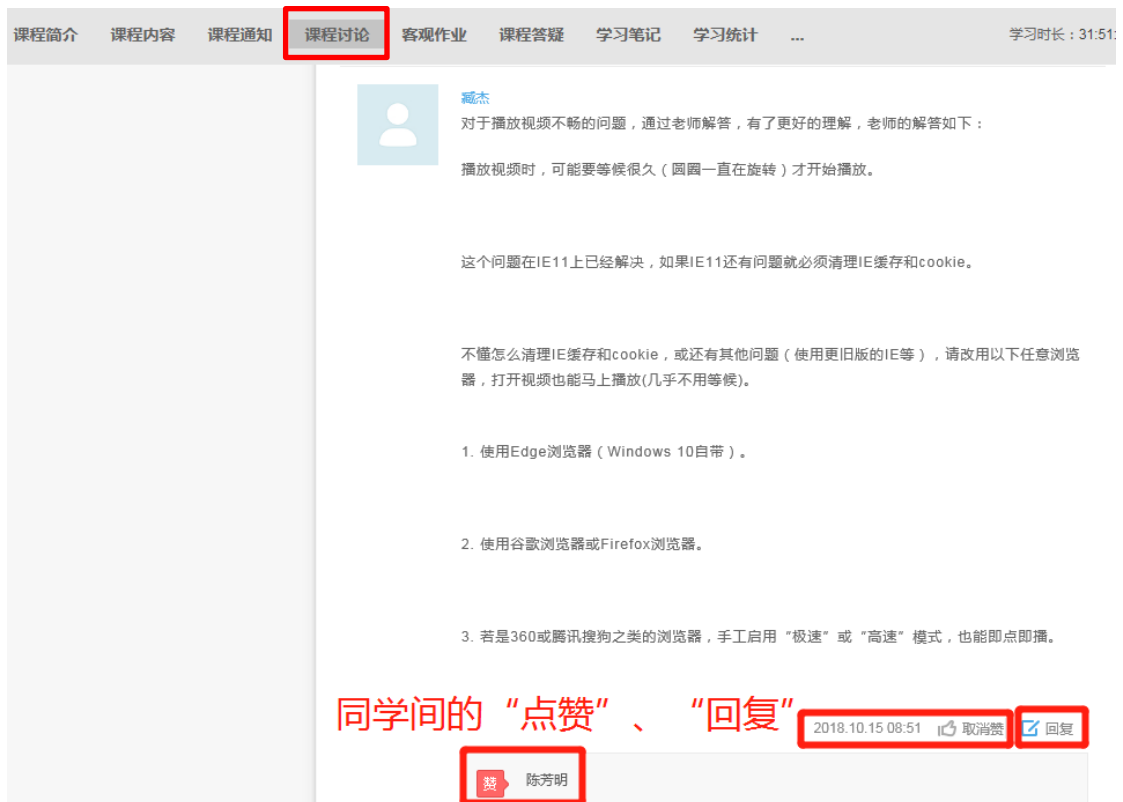 课程简介 课程内容 课程通知 课程讨论 客观作业 课程答疑 学习笔记 学习统计 ... 学习时长：31:51:
臧杰
对于播放视频不畅的问题，通过老师解答，有了更好的理解，老师的解答如下：
播放视频时，可能要等候很久（圆圈一直在旋转）才开始播放。
这个问题在IE11上已经解决，如果IE11还有问题就必须清理IE缓存和cookie。
不懂怎么清理IE缓存和cookie，或还有其他问题（使用更旧版的IE等），请改用以下任意浏览
器，打开视频也能马上播放(几乎不用等候)。
1. 使用Edge浏览器（Windows 10自带）。
2. 使用谷歌浏览器或Firefox浏览器。
3. 若是360或腾讯搜狗之类的浏览器，手工启用“极速”或“高速”模式，也能即点即播。
同学间的“点赞”、“回复”
2018.10.15 08:51 取消赞 回复
赞 陈芳明